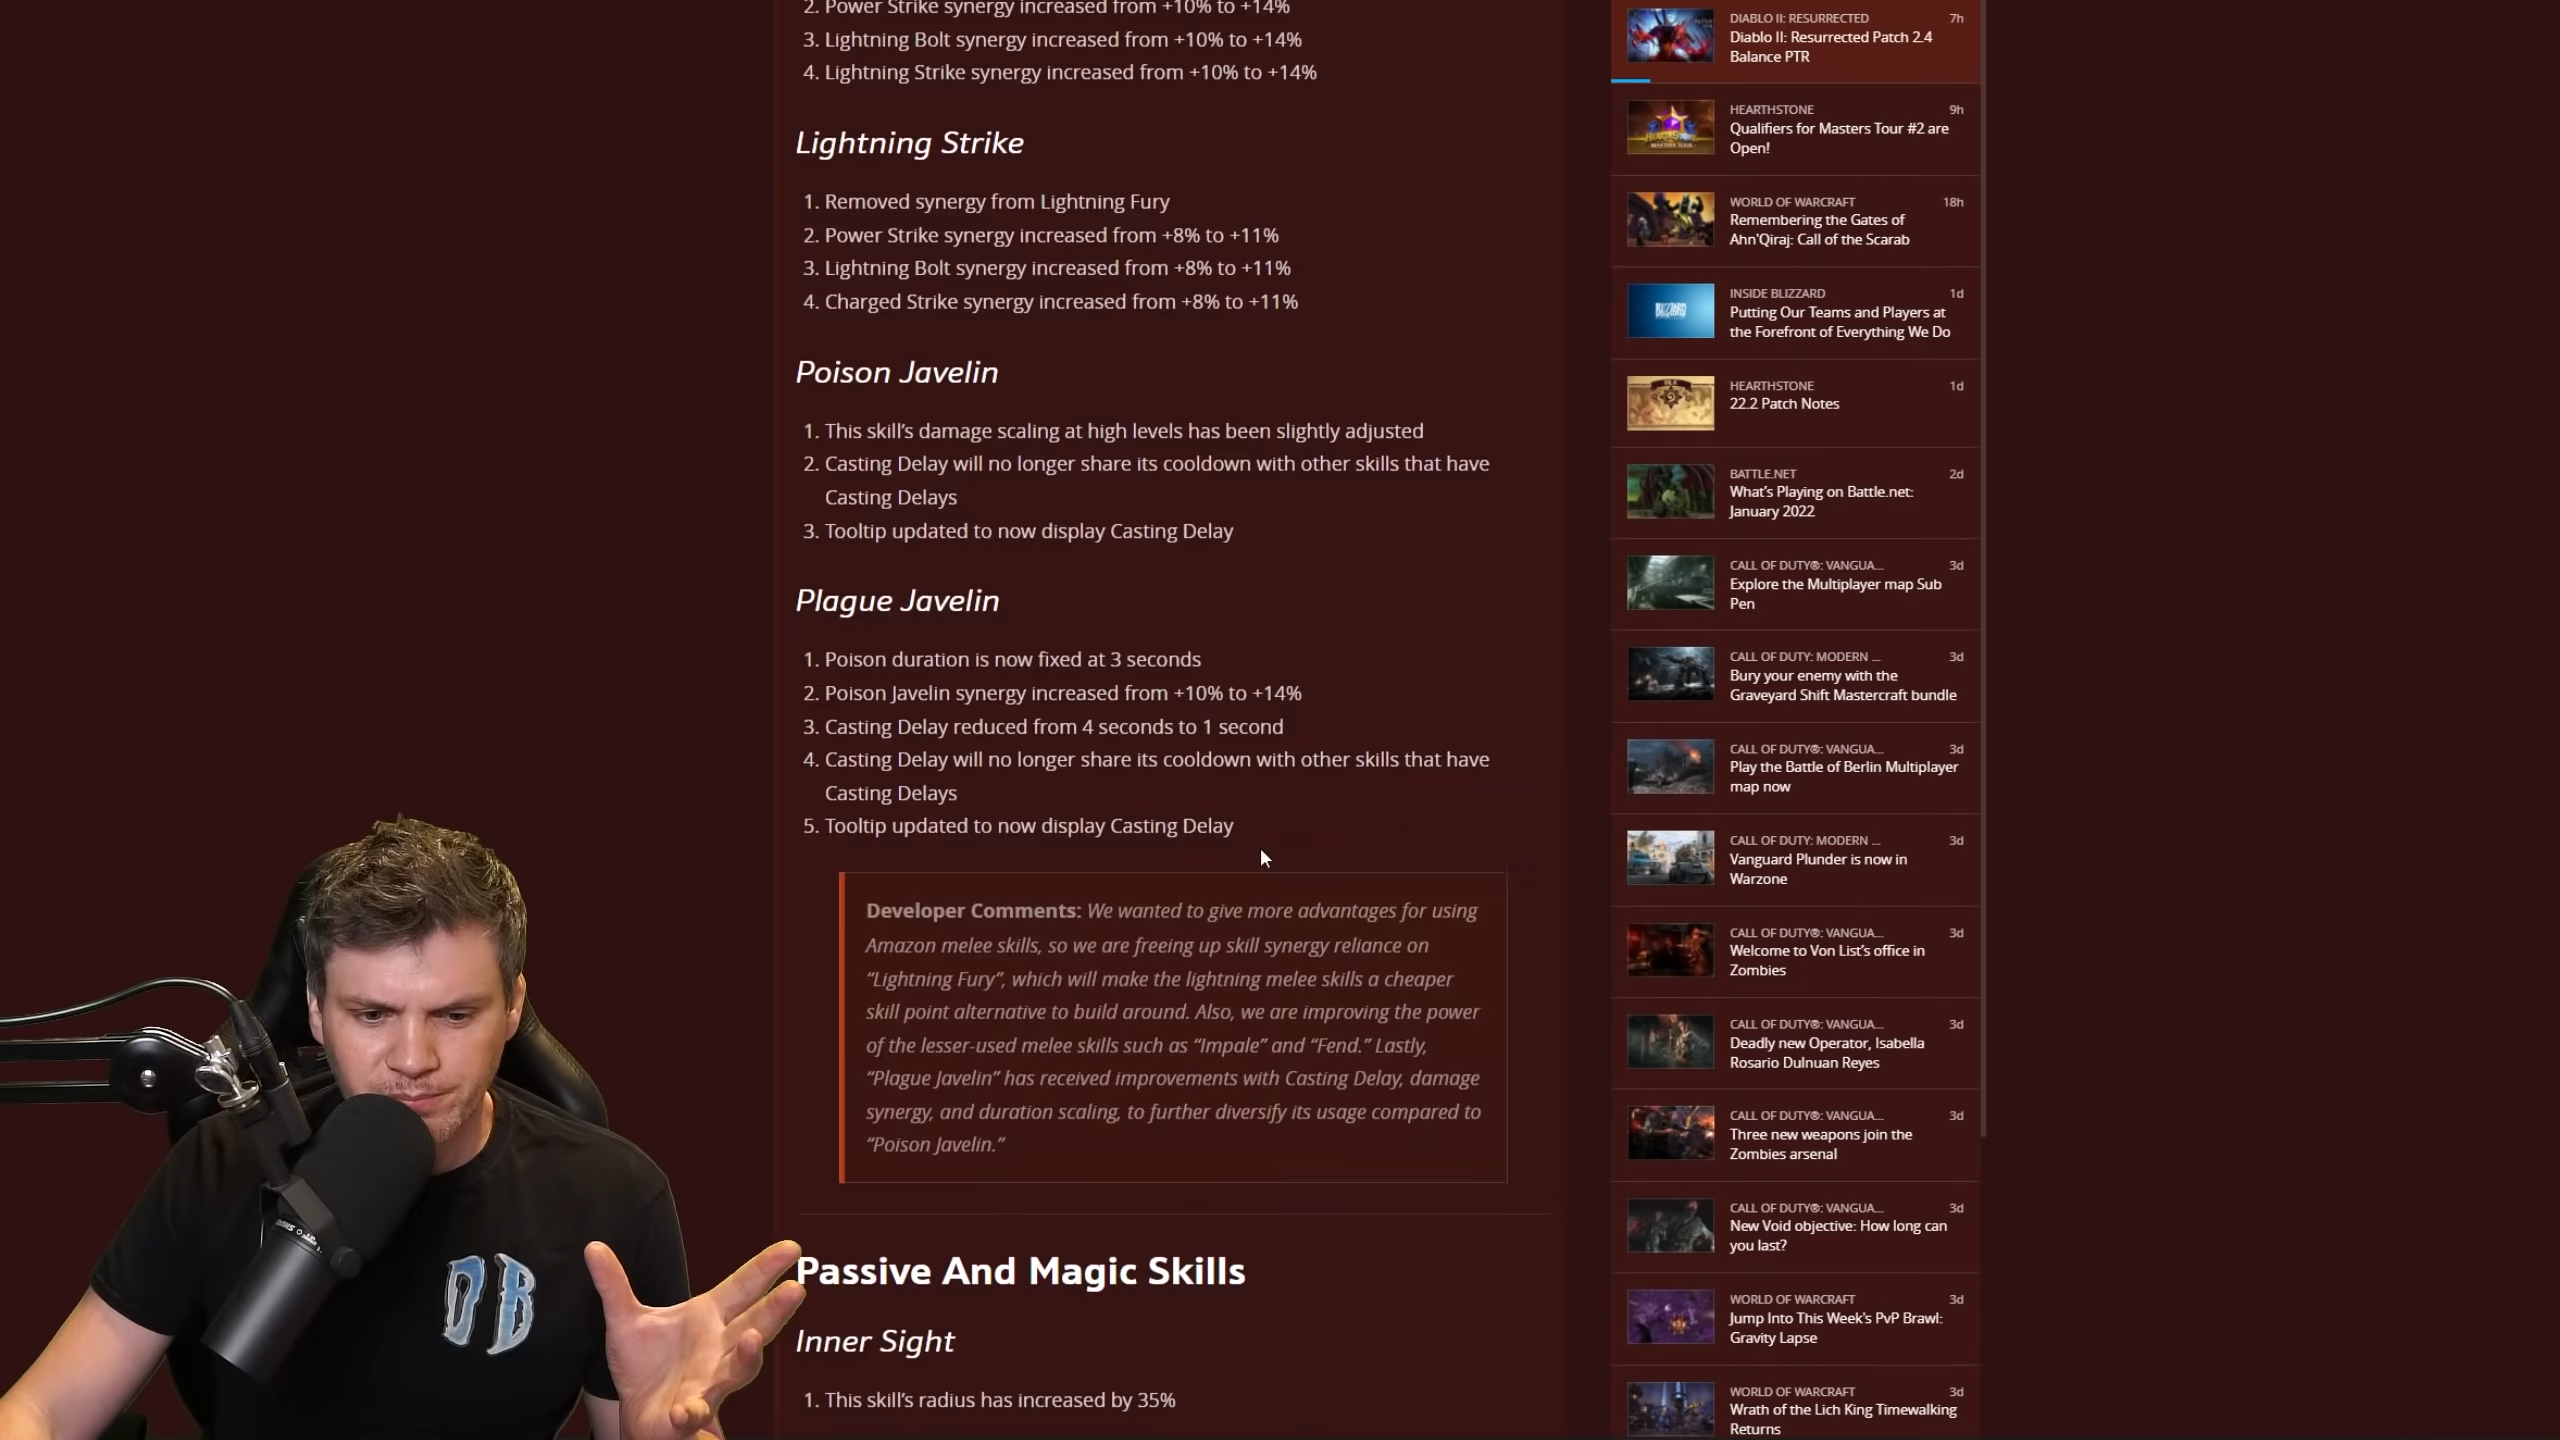 2. Power Strike synergy increased from +10% to +14%
3. Lightning Bolt synergy increased from +10% to +14%
4. Lightning Strike synergy increased from +10% to +14%
Lightning Strike
1. Removed synergy from Lightning Fury
2. Power Strike synergy increased from +8% to +11%
3. Lightning Bolt synergy increased from +8% to +11%
4. Charged Strike synergy increased from +8% to +11%
Poison Javelin
1. This skill's damage scaling at high levels has been slightly adjusted
2. Casting Delay will no longer share its cooldown with other skills that have
Casting Delays
3. Tooltip updated to now display Casting Delay
Plague Javelin
1. Poison duration is now fixed at 3 seconds
2. Poison Javelin synergy increased from +10% to +14%
3. Casting Delay reduced from 4 seconds to 1 second
4. Casting Delay will no longer share its cooldown with other skills that have
Casting Delays
5. Tooltip updated to now display Casting Delay
Developer Comments: We wanted to give more advantages for using
Amazon melee skills, so we are freeing up skill synergy reliance on
“Lightning Fury”, which will make the lightning melee skills a cheaper
skill point alternative to build around. Also, we are improving the power
of the lesser-used melee skills such as “Impale” and “Fend.” Lastly,
“Plague Javelin” has received improvements with Casting Delay, damage
synergy, and duration scaling, to further diversify its usage compared to
“Poison Javelin.”
Passive And Magic Skills
Inner Sight
1. This skill's radius has increased by 35%
DIABLO II: RESURRECTED 7h
Diablo II: Resurrected Patch 2.4
Balance PTR
HEARTHSTONE 9h
Qualifiers for Masters Tour #2 are
Open!
WORLD OF WARCRAFT 18h
Remembering the Gates of
Ahn'Qiraj: Call of the Scarab
INSIDE BLIZZARD 1d
Putting Our Teams and Players at
the Forefront of Everything We Do
HEARTHSTONE 1d
22.2 Patch Notes
BATTLE.NET 2d
What's Playing on Battle.net:
January 2022
CALL OF DUTY®: VANGUA... 3d
Explore the Multiplayer map Sub
Pen
CALL OF DUTY: MODERN ... 3d
Bury your enemy with the
Graveyard Shift Mastercraft bundle
CALL OF DUTY®: VANGUA... 3d
Play the Battle of Berlin Multiplayer
map now
CALL OF DUTY: MODERN ... 3d
Vanguard Plunder is now in
Warzone
CALL OF DUTY®: VANGUA... 3d
Welcome to Von List's office in
Zombies
CALL OF DUTY®: VANGUA... 3d
Deadly new Operator, Isabella
Rosario Dulnuan Reyes
CALL OF DUTY®: VANGUA... 3d
Three new weapons join the
Zombies arsenal
CALL OF DUTY®: VANGUA... 3d
New Void objective: How long can
you last?
WORLD OF WARCRAFT 3d
Jump Into This Week's PvP Brawl:
Gravity Lapse
WORLD OF WARCRAFT 3d
Wrath of the Lich King Timewalking
Returns
BLIZZARD
HEARTHSTONE
MASTERS TOUR
DB